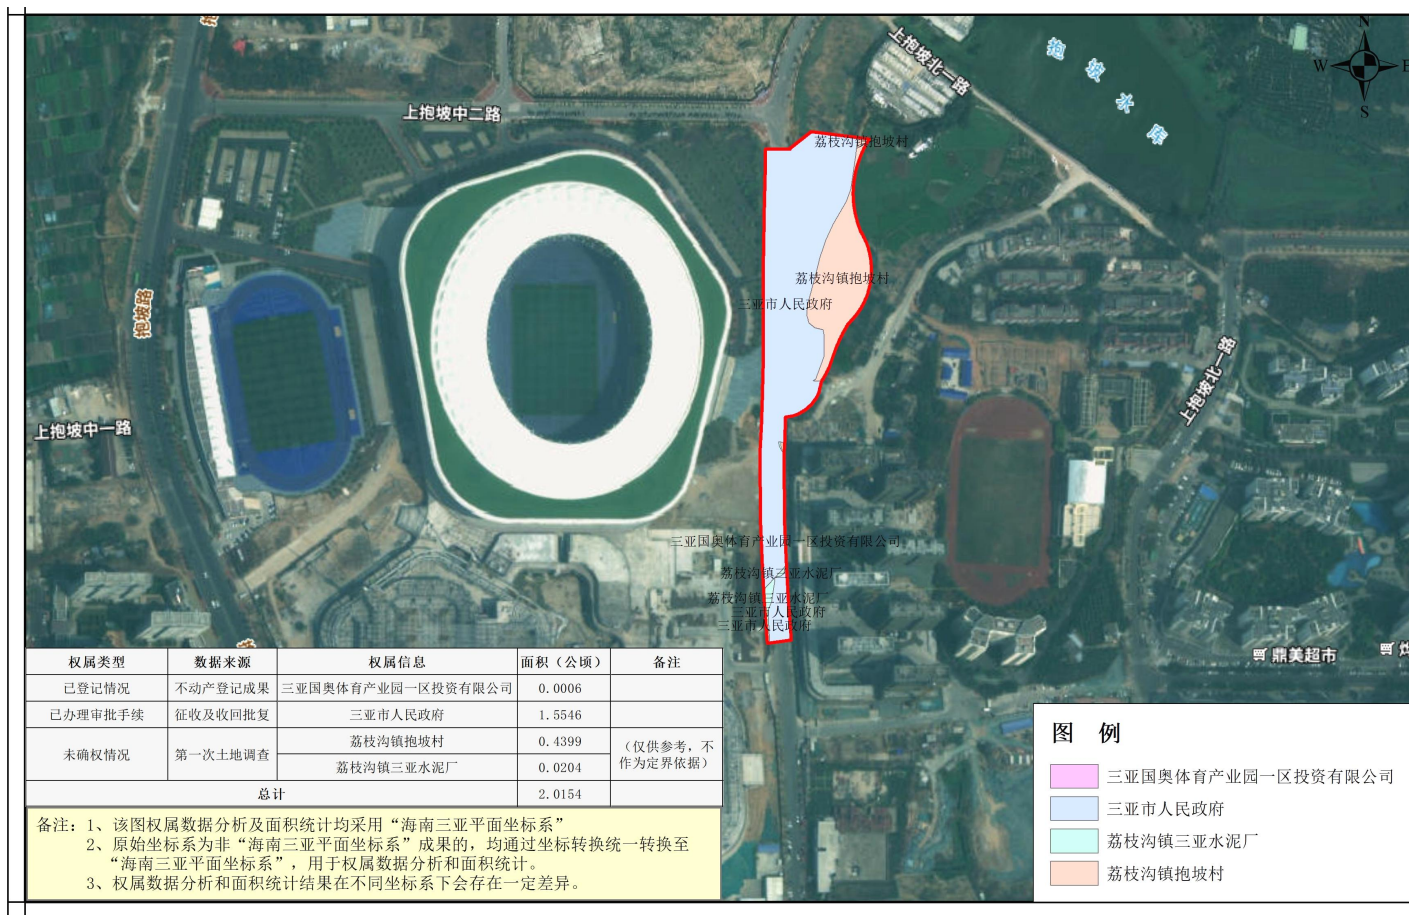 抱坡水库
N
W
E
S
上抱坡北一路
上抱坡中二路
荔枝沟镇抱坡村
荔枝沟镇抱坡村
三亚市人民政府
抱坡路
上抱坡北一路
上抱坡中一路
三亚国奥体育产业园一区投资有限公司
荔枝沟镇三亚水泥厂
荔枝沟镇三亚水泥厂
三亚市人民政府
三亚市人民政府
鼎美超市
权属类型 数据来源 权属信息 面积（公顷） 备注
已登记情况 不动产登记成果 三亚国奥体育产业园一区投资有限公司 0.0006
已办理审批手续 征收及收回批复 三亚市人民政府 1.5546
未确权情况 第一次土地调查 荔枝沟镇抱坡村 0.4399 （仅供参考，不作为定界依据）
荔枝沟镇三亚水泥厂 0.0204
总计 2.0154
备注：1、该图权属数据分析及面积统计均采用“海南三亚平面坐标系”
2、原始坐标系为非“海南三亚平面坐标系”成果的，均通过坐标转换统一转换至
“海南三亚平面坐标系”，用于权属数据分析和面积统计。
3、权属数据分析和面积统计结果在不同坐标系下会存在一定差异。
图 例
三亚国奥体育产业园一区投资有限公司
三亚市人民政府
荔枝沟镇三亚水泥厂
荔枝沟镇抱坡村